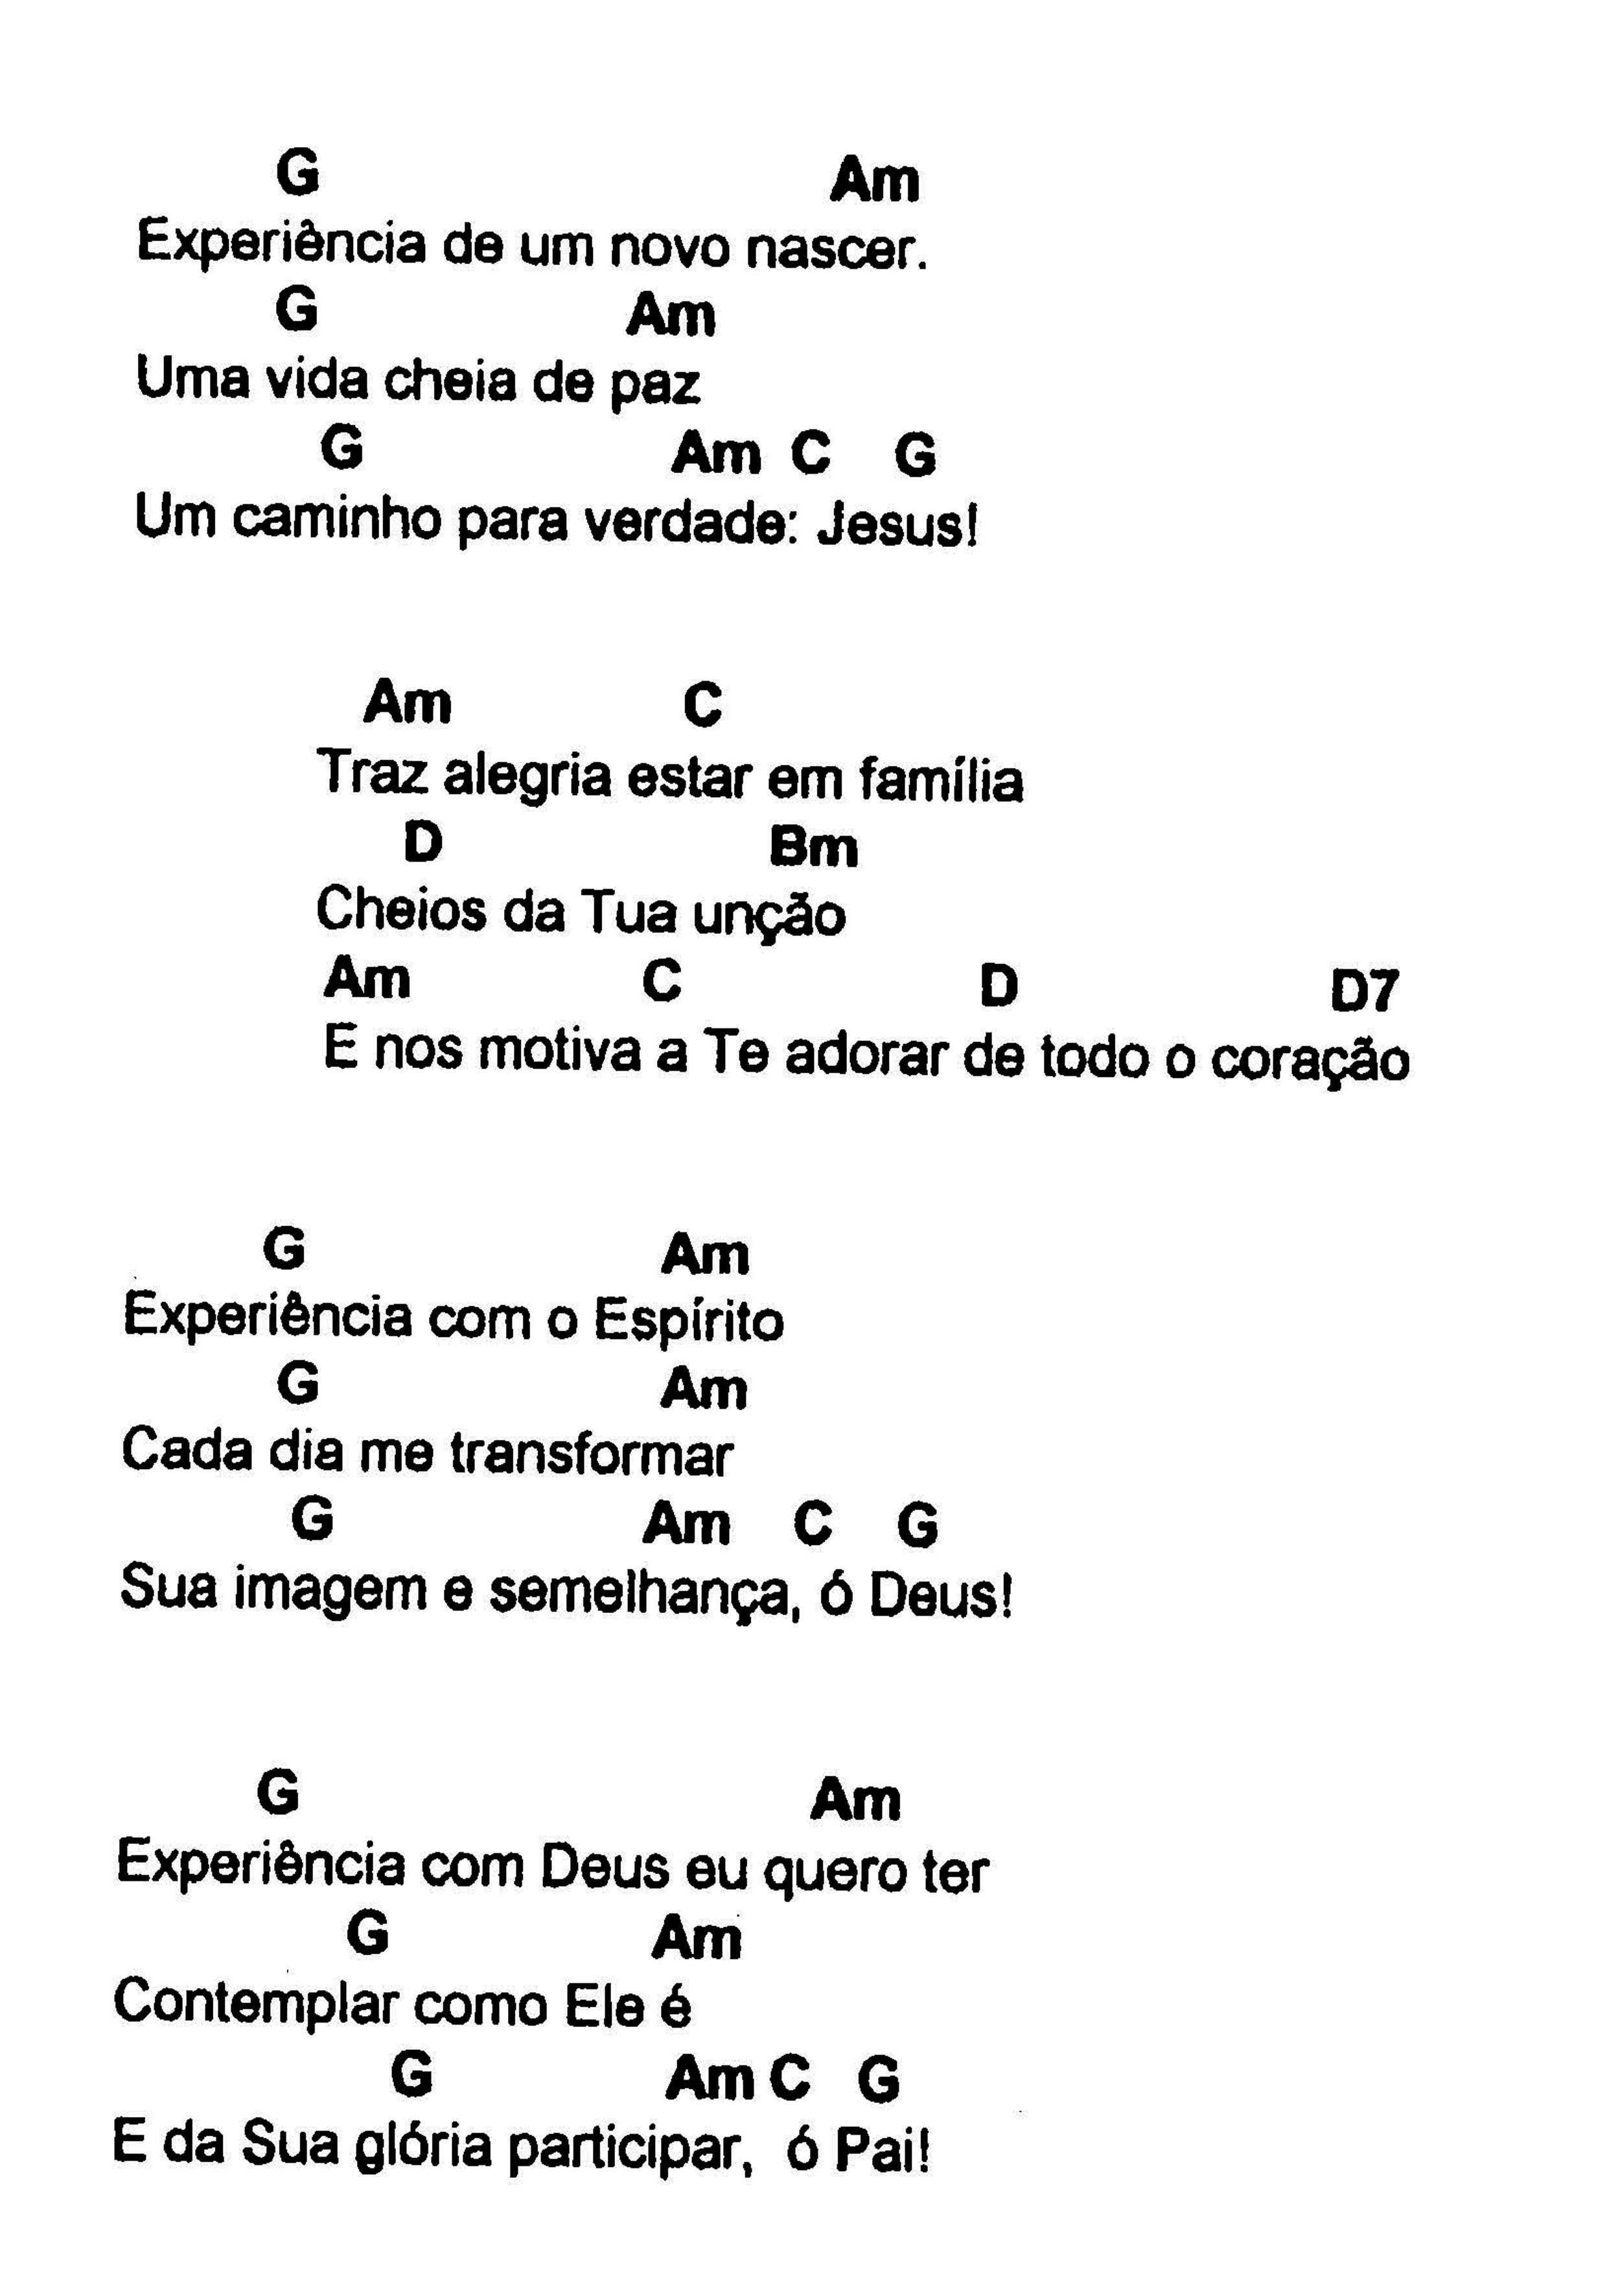 G Am
Experiência de um novo nascer.
G Am
Uma vida cheia de paz
G Am C G
Um caminho para verdade: Jesus!
Am C
Traz alegria estar em família
D Bm
Cheios da Tua unção
Am C D D7
E nos motiva a Te adorar de todo o coração
G Am
Experiência com o Espírito
G Am
Cada dia me transformar
G Am C G
Sua imagem e semelhança, ó Deus!
G Am
Experiência com Deus eu quero ter
G Am
Contemplar como Ele é
G Am C G
E da Sua glória participar, ó Pai!